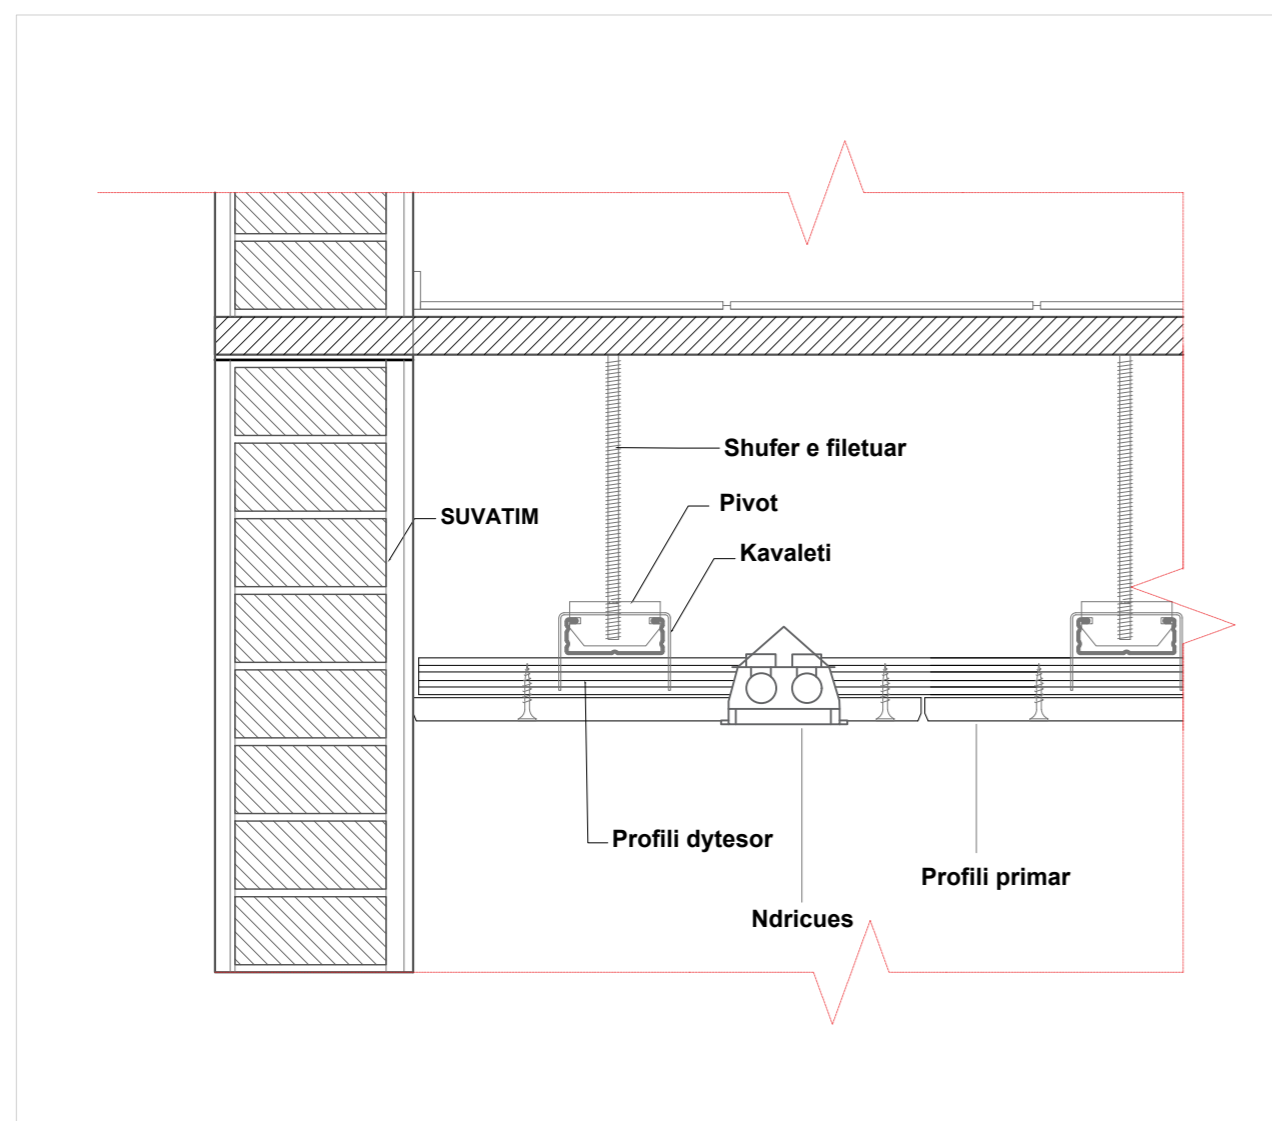 Shufer e filetuar
Pivot
SUVATIM
Kavaleti
Profili dytesor
Profili primar
Ndricues